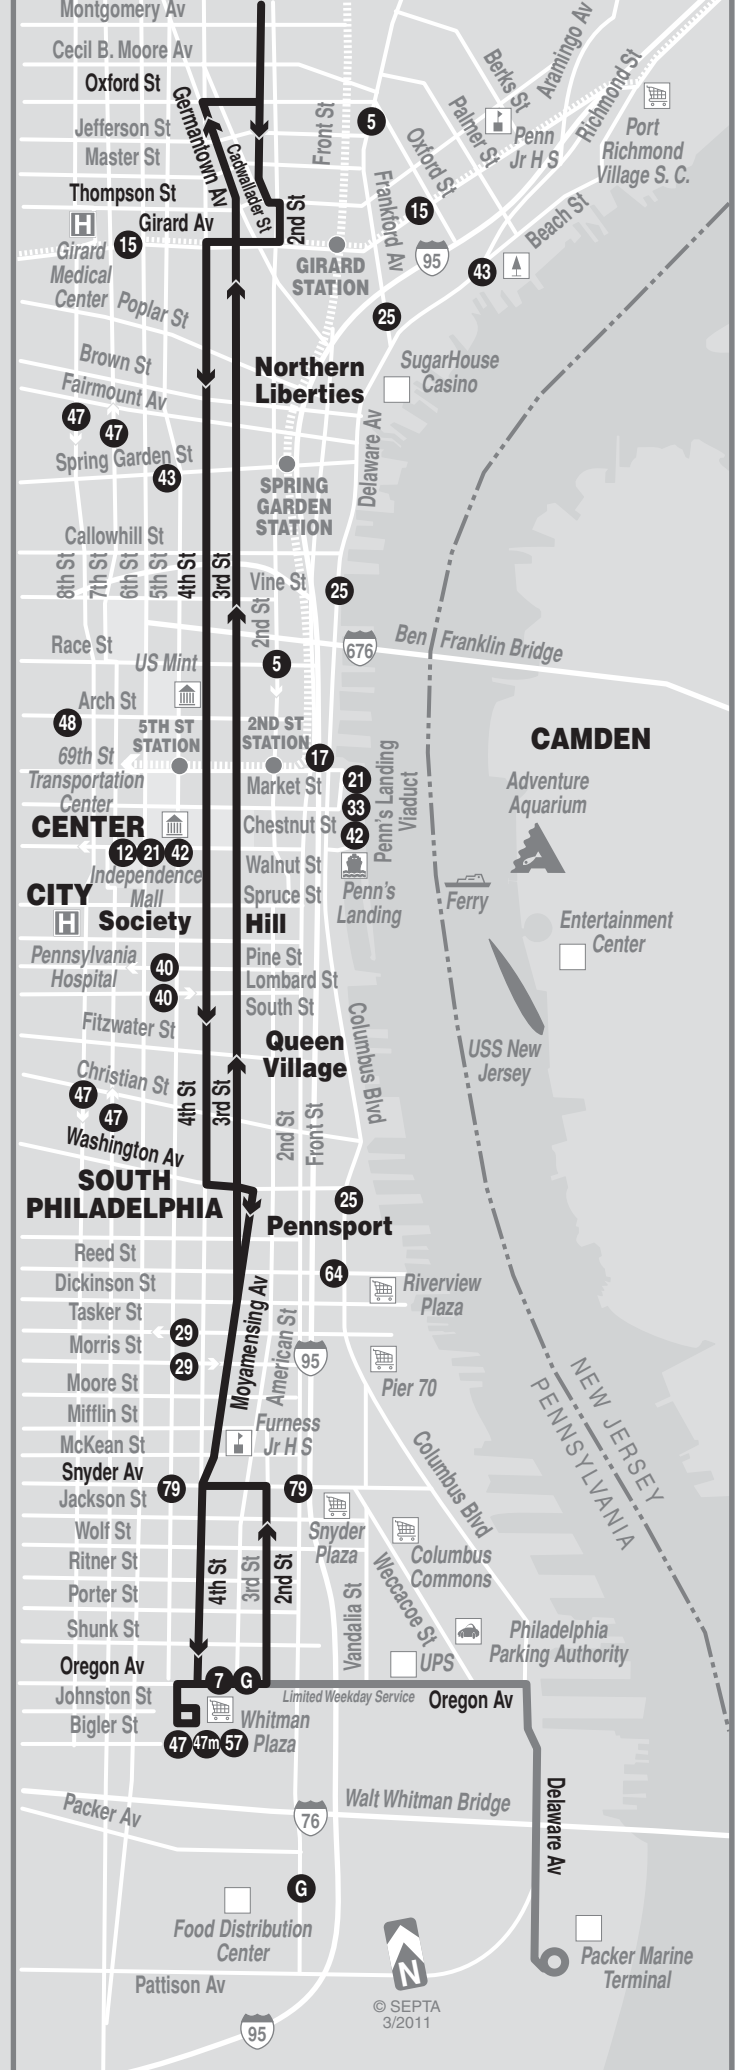 Montgomery Av
Cecil B. Moore Av
Oxford St
Jefferson St
Master St
Thompson St
Girard Av
Germantown Av
Cadwallader St
2nd St
Front St
5
Frankford Av
Oxford St
Palmer St
Berks St
Aramingo Av
Richmond St
Penn
Jr H S
Port
Richmond
Village S. C.
Beach St
15
95
43
H
Girard
Medical
Center
15
GIRARD
STATION
25
Poplar St
Brown St
Fairmount Av
47
47
Spring Garden St
43
Northern
Liberties
SugarHouse
Casino
Delaware Av
SPRING
GARDEN
STATION
Callowhill St
8th St
7th St
6th St
5th St
4th St
3rd St
Vine St
25
2nd St
Race St
US Mint
5
676
Ben Franklin Bridge
Arch St
48
5TH ST
STATION
2ND ST
STATION
17
69th St
Transportation
Center
Market St
21
33
42
Chestnut St
Penn's Landing
Viaduct
CAMDEN
Adventure
Aquarium
CENTER
12
21
42
Independence
Mall
Walnut St
Spruce St
Penn's
Landing
Ferry
CITY
H
Society
Hill
Entertainment
Center
Pennsylvania
Hospital
40
40
Pine St
Lombard St
South St
Fitzwater St
Queen
Village
Columbus Blvd
USS New
Jersey
Christian St
47
47
4th St
3rd St
2nd St
Front St
Washington Av
SOUTH
PHILADELPHIA
25
Pennsport
Reed St
Dickinson St
64
Riverview
Plaza
Tasker St
29
Morris St
29
Moyamensing Av
American St
95
Pier 70
NEW JERSEY
PENNSYLVANIA
Moore St
Mifflin St
McKean St
Furness
Jr H S
Columbus Blvd
Snyder Av
79
79
Jackson St
Wolf St
Snyder
Plaza
Columbus
Commons
Ritner St
4th St
3rd St
2nd St
Porter St
Vandalia St
Weccacoe St
Shunk St
Philadelphia
Parking Authority
Oregon Av
7
G
UPS
Johnston St
Limited Weekday Service
Oregon Av
Bigler St
Whitman
Plaza
47
47m
57
Packer Av
76
Walt Whitman Bridge
Delaware Av
G
Food Distribution
Center
N
Packer Marine
Terminal
Pattison Av
© SEPTA
3/2011
95